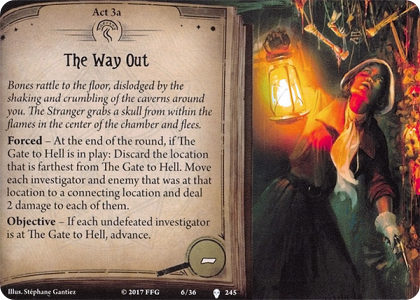 Act 3a
The Way Out
Bones rattle to the floor, dislodged by the
shaking and crumbling of the caverns around
you. The Stranger grabs a skull from within the
flames in the center of the chamber and flees.
Forced – At the end of the round, if The
Gate to Hell is in play: Discard the location
that is farthest from The Gate to Hell. Move
each investigator and enemy that was at that
location to a connecting location and deal
2 damage to each of them.
Objective – If each undefeated investigator
is at The Gate to Hell, advance.
–
Illus. Stéphane Gantiez
© 2017 FFG
6/36
245